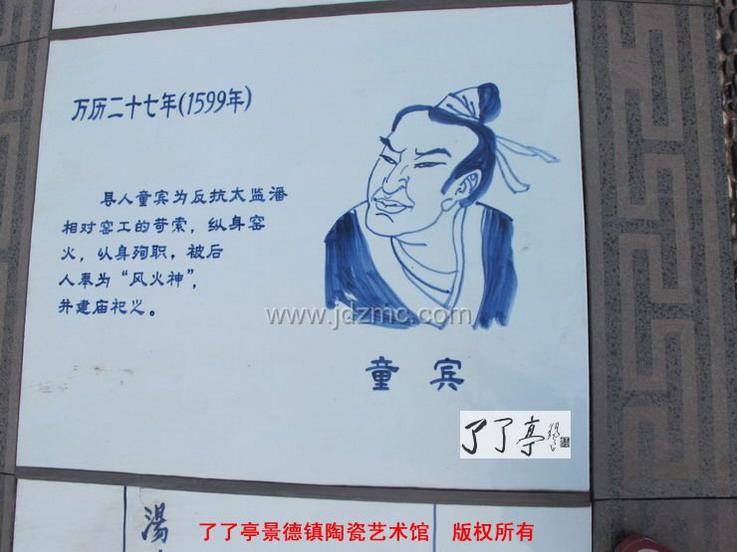 万历二十七年(1599年)
县人童宾为反抗太监潘
相对窑工的苛索，纵身窑
火，以身殉职，被后
人奉为“风火神”，
并建庙祀之。
www.jdzmc.com
童宾
了了亭
湯
了了亭景德镇陶瓷艺术馆 版权所有